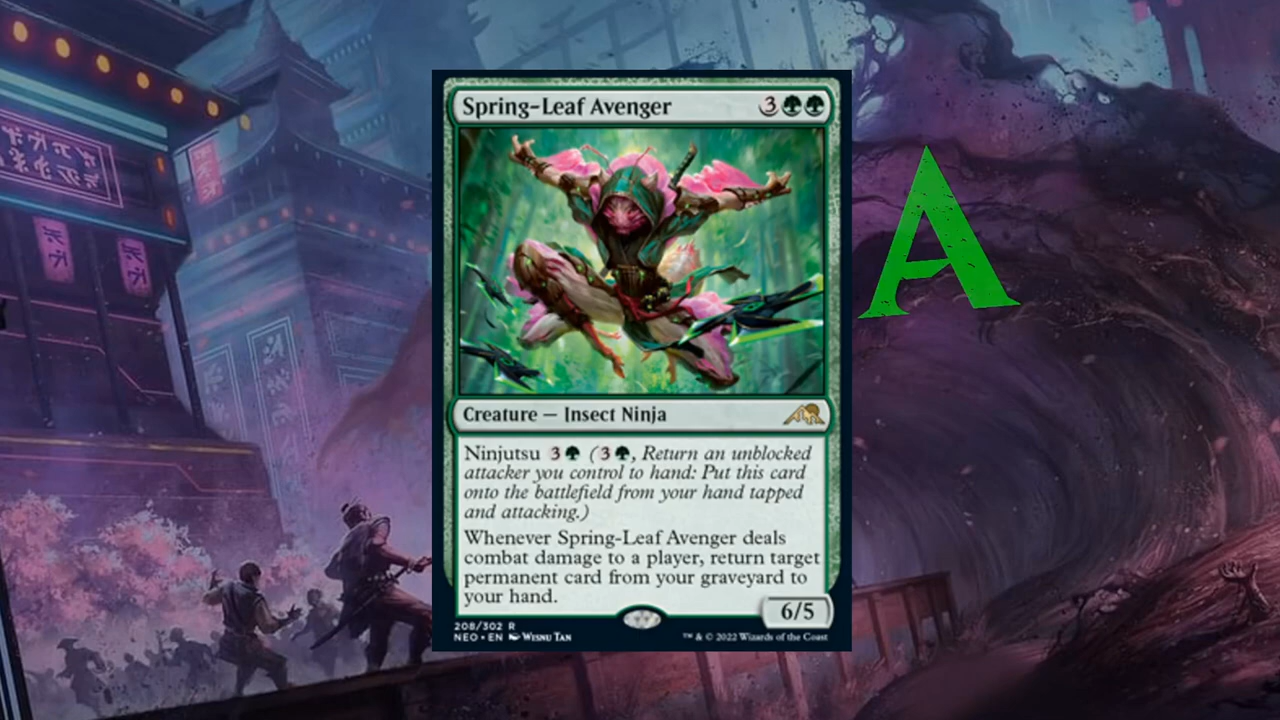 Spring-Leaf Avenger 3
A
Creature — Insect Ninja
Ninjutsu 3 (3, Return an unblocked
attacker you control to hand: Put this card
onto the battlefield from your hand tapped
and attacking.)
Whenever Spring-Leaf Avenger deals
combat damage to a player, return target
permanent card from your graveyard to
your hand.
6/5
208/302 R
NEO • EN Wisnu Tan
™ & © 2022 Wizards of the Coast